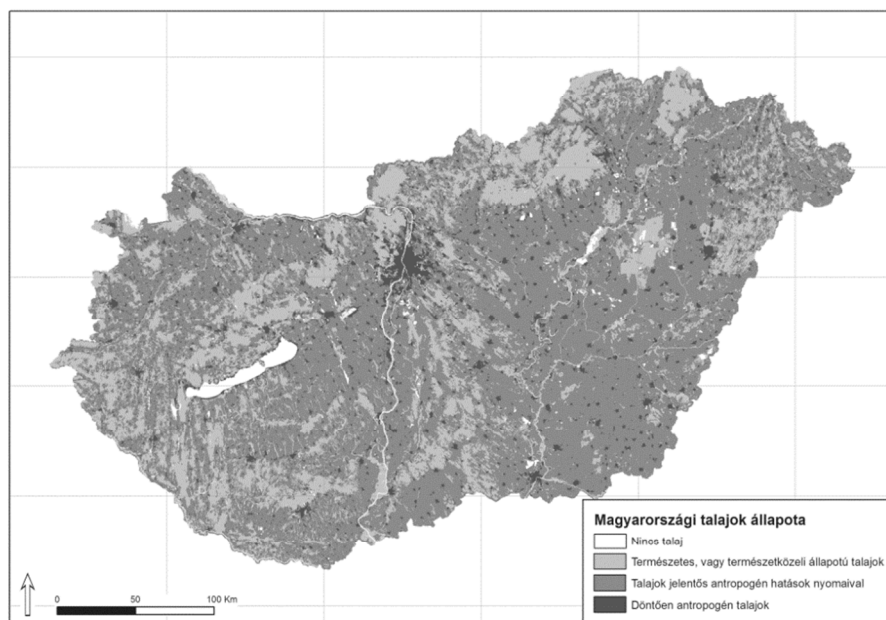 Magyarországi talajok állapota
Nincs talaj
Természetes, vagy természetközeli állapotú talajok
Talajok jelentős antropogén hatások nyomaival
Döntően antropogén talajok
0 50 100 Km